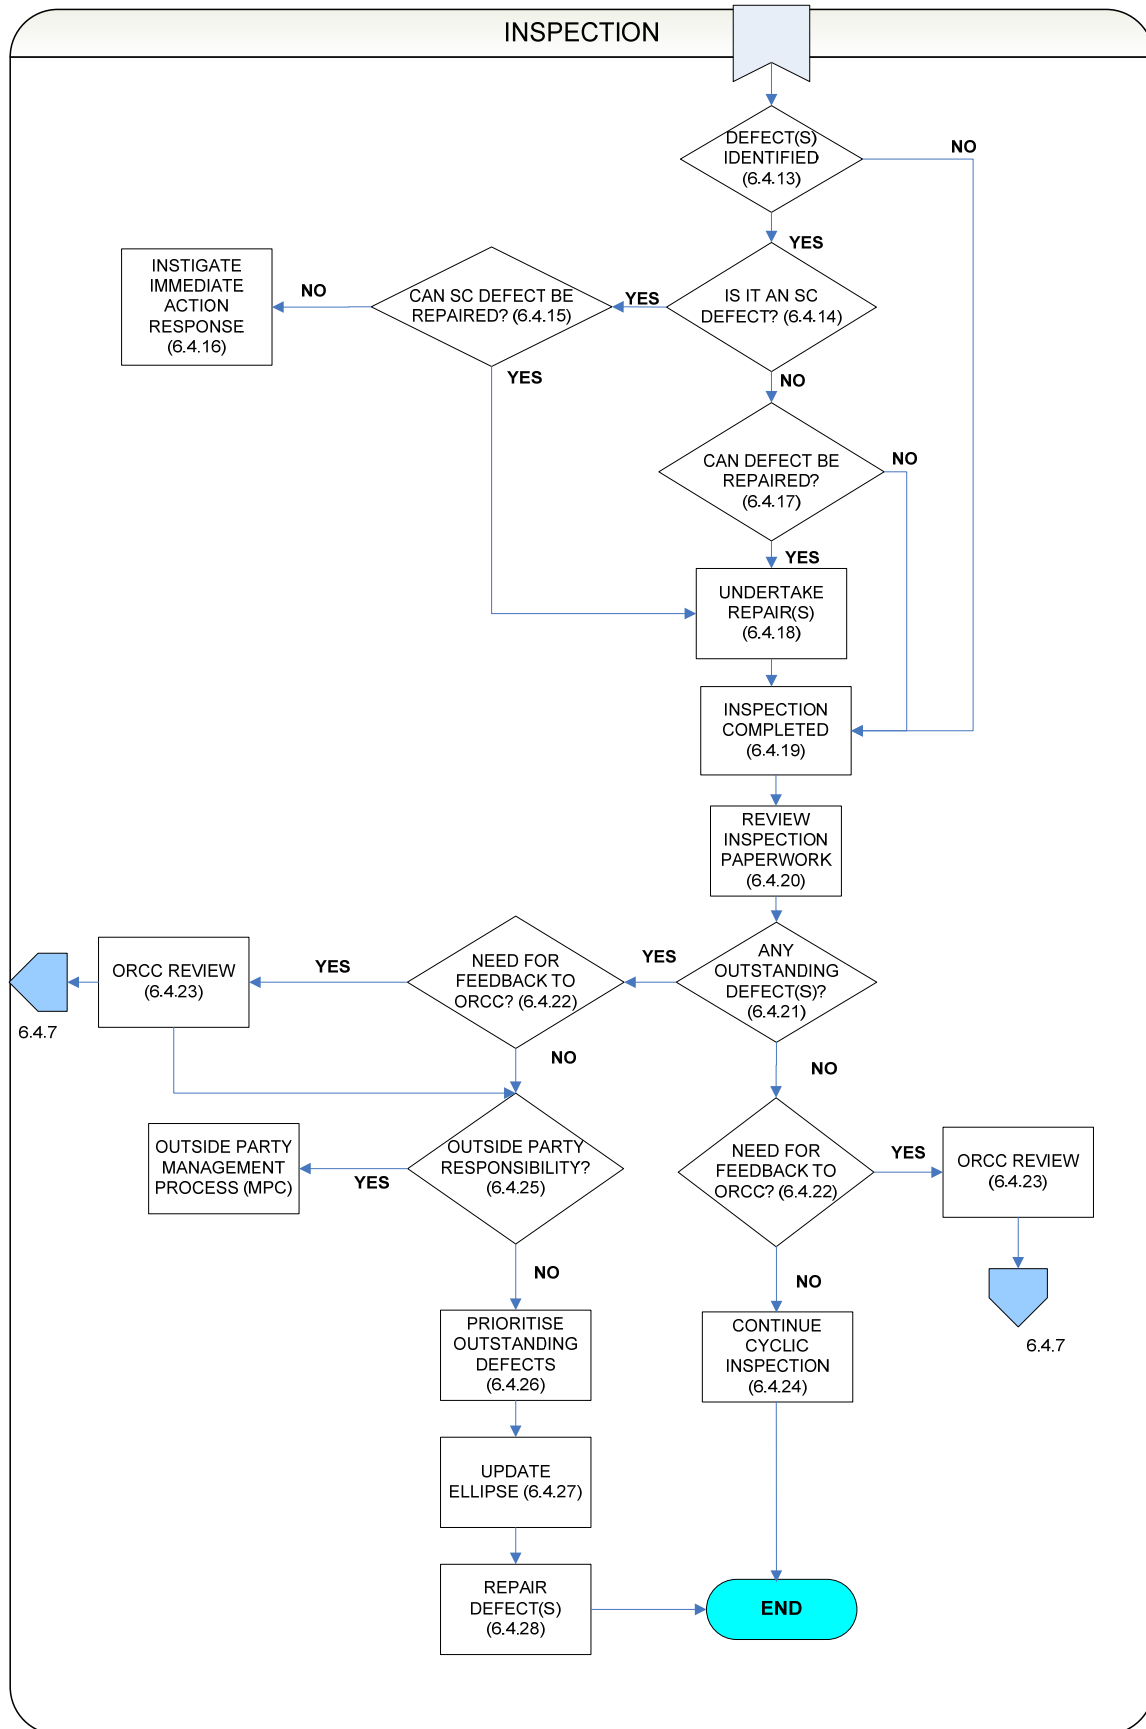 INSPECTION
DEFECT(S)
IDENTIFIED
(6.4.13)
NO
YES
INSTIGATE
IMMEDIATE
ACTION
RESPONSE
(6.4.16)
NO
CAN SC DEFECT BE
REPAIRED? (6.4.15)
YES
IS IT AN SC
DEFECT? (6.4.14)
YES
NO
CAN DEFECT BE
REPAIRED?
(6.4.17)
NO
YES
UNDERTAKE
REPAIR(S)
(6.4.18)
INSPECTION
COMPLETED
(6.4.19)
REVIEW
INSPECTION
PAPERWORK
(6.4.20)
ANY
OUTSTANDING
DEFECT(S)?
(6.4.21)
YES
NEED FOR
FEEDBACK TO
ORCC? (6.4.22)
YES
ORCC REVIEW
(6.4.23)
6.4.7
NO
NO
OUTSIDE PARTY
MANAGEMENT
PROCESS (MPC)
YES
OUTSIDE PARTY
RESPONSIBILITY?
(6.4.25)
NEED FOR
FEEDBACK TO
ORCC? (6.4.22)
YES
ORCC REVIEW
(6.4.23)
NO
NO
6.4.7
PRIORITISE
OUTSTANDING
DEFECTS
(6.4.26)
CONTINUE
CYCLIC
INSPECTION
(6.4.24)
UPDATE
ELLIPSE (6.4.27)
REPAIR
DEFECT(S)
(6.4.28)
END